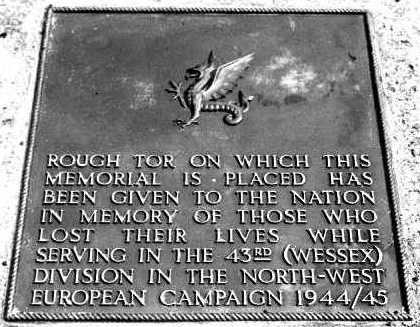 ROUGH TOR ON WHICH THIS
MEMORIAL IS PLACED HAS
BEEN GIVEN TO THE NATION
IN MEMORY OF THOSE WHO
LOST THEIR LIVES WHILE
SERVING IN THE 43RD (WESSEX)
DIVISION IN THE NORTH-WEST
EUROPEAN CAMPAIGN 1944/45